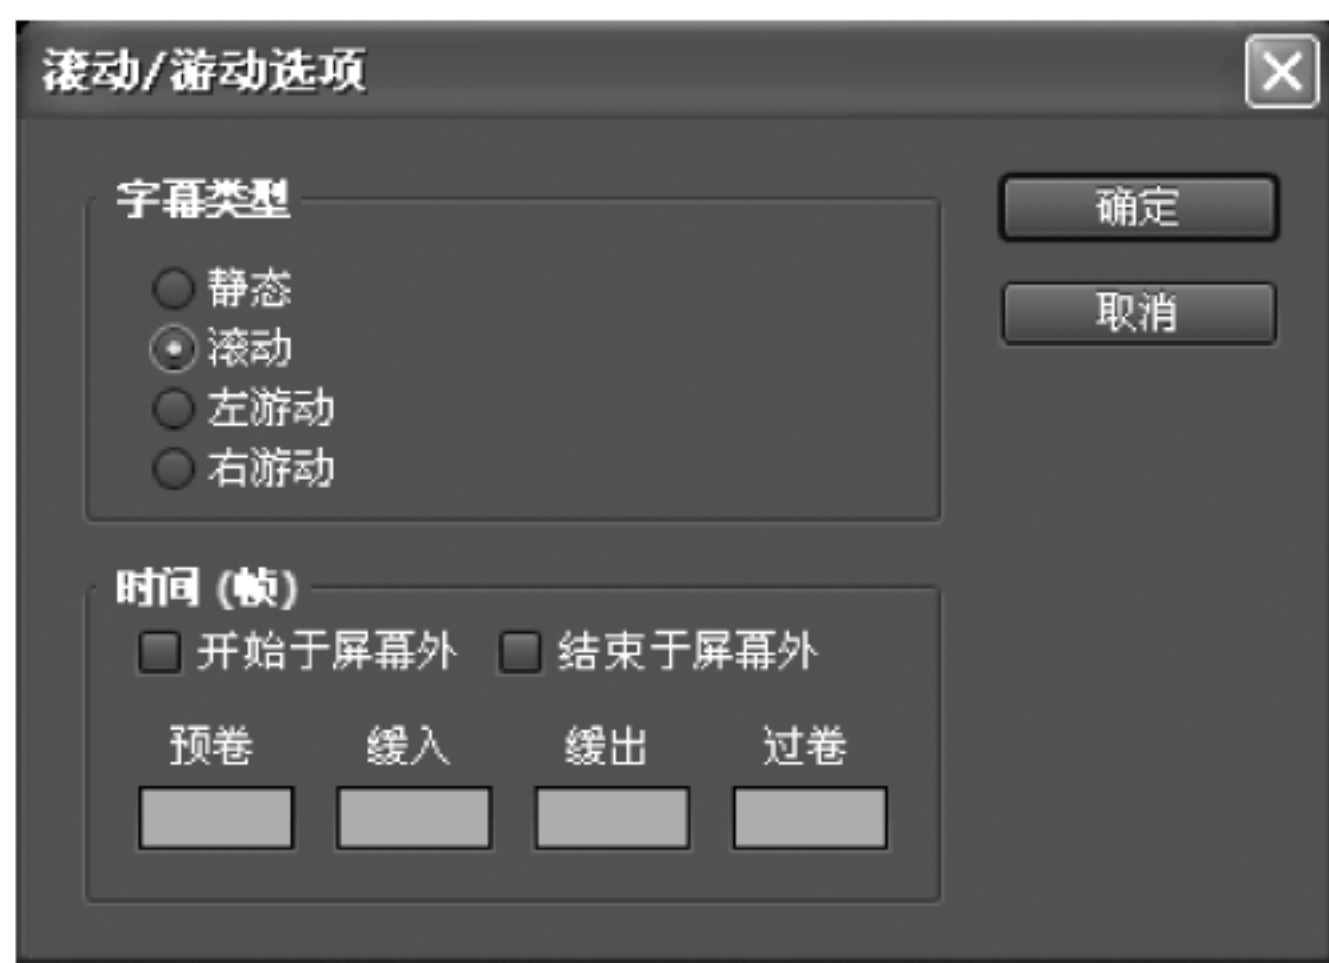 滚动/游动选项
字幕类型
确定
静态
取消
滚动
左游动
右游动
时间 (帧)
开始于屏幕外 结束于屏幕外
预卷 缓入 缓出 过卷